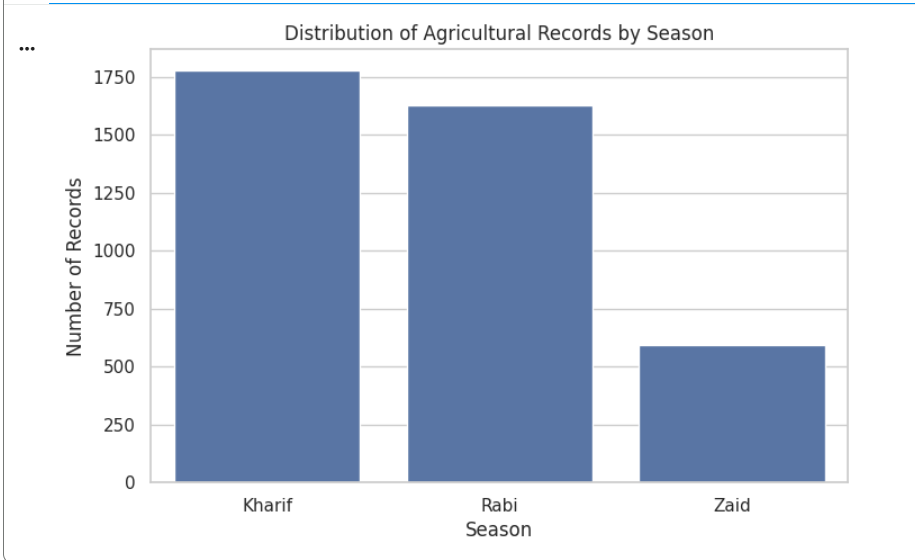 ...
Distribution of Agricultural Records by Season
Number of Records
1750
1500
1250
1000
750
500
250
0
Kharif Rabi Zaid
Season